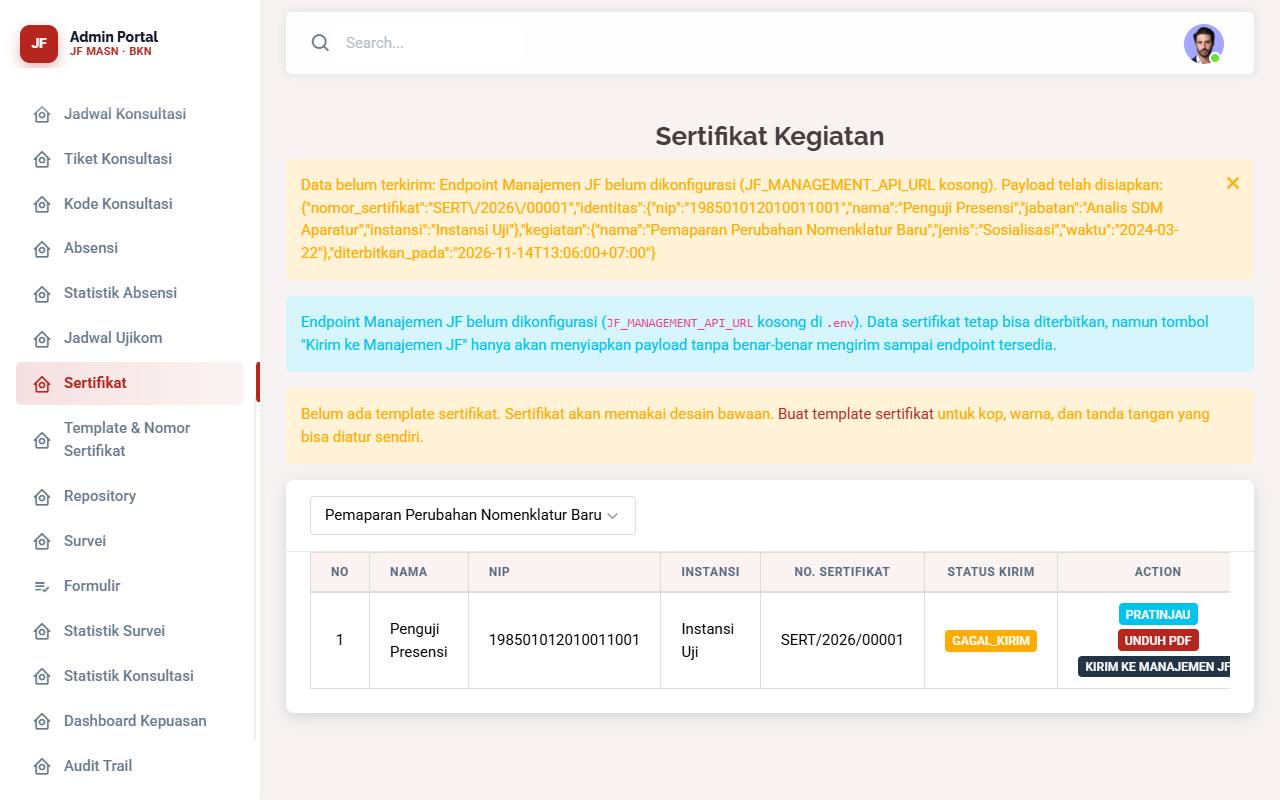 JF
Admin Portal
JF MASN · BKN
Jadwal Konsultasi
Tiket Konsultasi
Kode Konsultasi
Absensi
Statistik Absensi
Jadwal Ujikom
Sertifikat
Template & Nomor
Sertifikat
Repository
Survei
Formulir
Statistik Survei
Statistik Konsultasi
Dashboard Kepuasan
Audit Trail
Search...
Sertifikat Kegiatan
Data belum terkirim: Endpoint Manajemen JF belum dikonfigurasi (JF_MANAGEMENT_API_URL kosong). Payload telah disiapkan:
{"nomor_sertifikat":"SERT\/2026\/00001","identitas":{"nip":"198501012010011001","nama":"Penguji Presensi","jabatan":"Analis SDM
Aparatur","instansi":"Instansi Uji"},"kegiatan":{"nama":"Pemaparan Perubahan Nomenklatur Baru","jenis":"Sosialisasi","waktu":"2024-03-
22"},"diterbitkan_pada":"2026-11-14T13:06:00+07:00"}
Endpoint Manajemen JF belum dikonfigurasi (JF_MANAGEMENT_API_URL kosong di .env). Data sertifikat tetap bisa diterbitkan, namun tombol
"Kirim ke Manajemen JF" hanya akan menyiapkan payload tanpa benar-benar mengirim sampai endpoint tersedia.
Belum ada template sertifikat. Sertifikat akan memakai desain bawaan. Buat template sertifikat untuk kop, warna, dan tanda tangan yang
bisa diatur sendiri.
Pemaparan Perubahan Nomenklatur Baru
NO NAMA NIP INSTANSI NO. SERTIFIKAT STATUS KIRIM ACTION
1 Penguji Presensi 198501012010011001 Instansi Uji SERT/2026/00001 GAGAL_KIRIM
PRATINJAU
UNDUH PDF
KIRIM KE MANAJEMEN JF